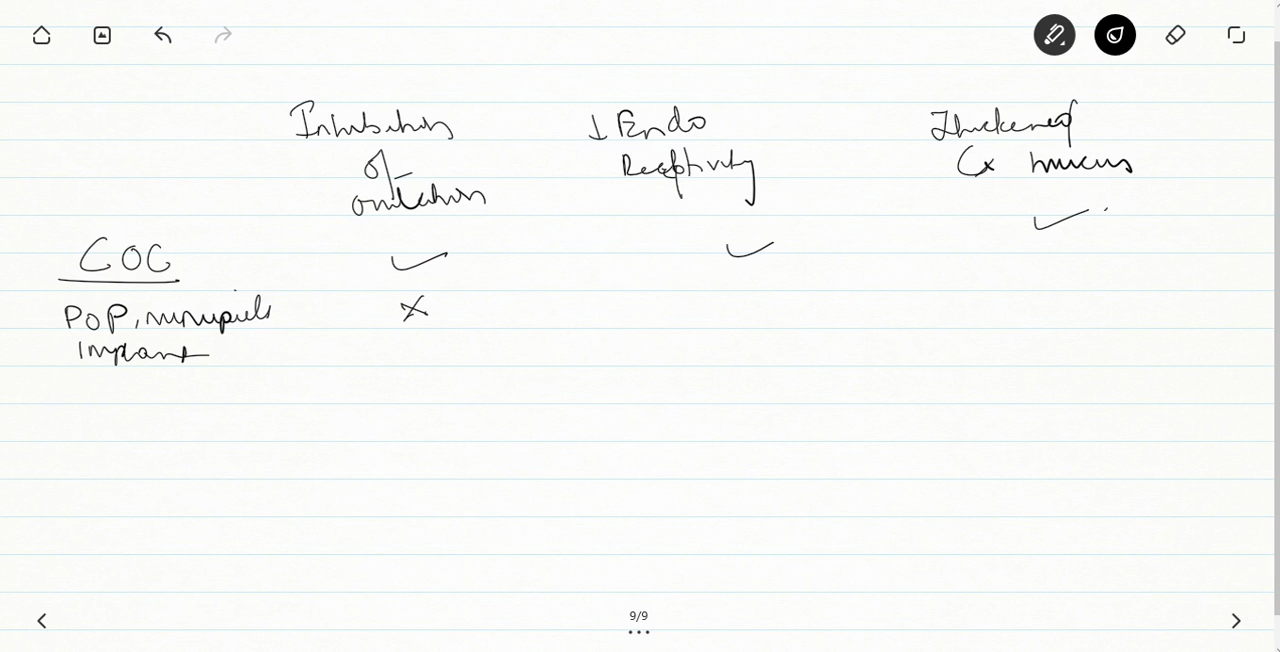 Inhibition ↓ Endo Thickened
of Receptivity Cx mucus
ovulation
✓
COC ✓ ✓
POP, minipills ✗
Implant
9/9